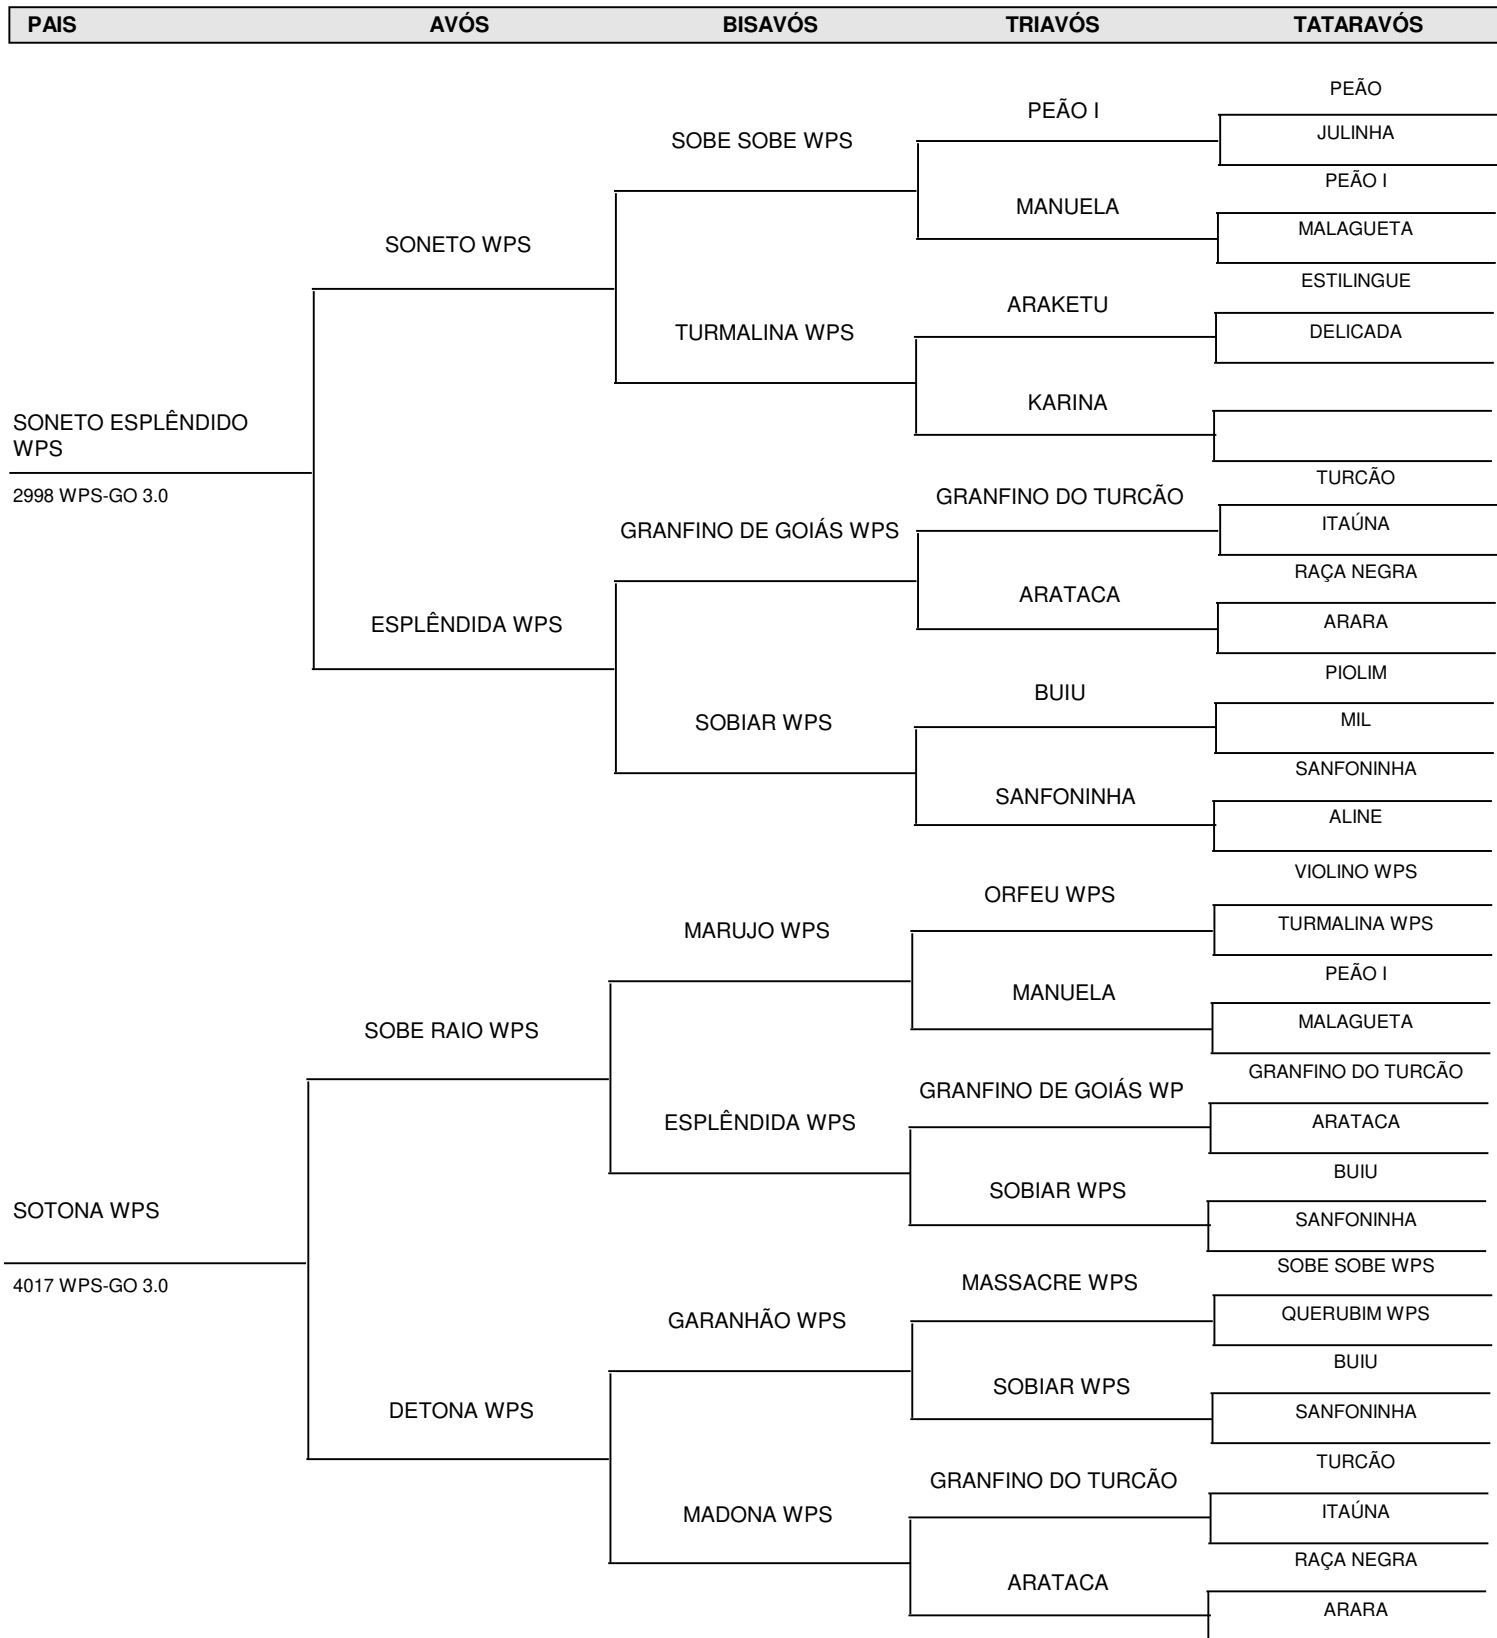 PAIS AVÓS BISAVÓS TRIAVÓS TATARAVÓS
PEÃO
PEÃO I
JULINHA
SOBE SOBE WPS
PEÃO I
MANUELA
MALAGUETA
SONETO WPS
ESTILINGUE
ARAKETU
TURMALINA WPS
DELICADA
KARINA
SONETO ESPLÊNDIDO
WPS
2998 WPS-GO 3.0
TURCÃO
GRANFINO DO TURCÃO
ITAÚNA
GRANFINO DE GOIÁS WPS
RAÇA NEGRA
ARATACA
ARARA
ESPLÊNDIDA WPS
PIOLIM
BUIU
MIL
SOBIAR WPS
SANFONINHA
SANFONINHA
ALINE
VIOLINO WPS
ORFEU WPS
TURMALINA WPS
MARUJO WPS
PEÃO I
MANUELA
MALAGUETA
SOBE RAIO WPS
GRANFINO DO TURCÃO
GRANFINO DE GOIÁS WP
ARATACA
ESPLÊNDIDA WPS
BUIU
SOBIAR WPS
SANFONINHA
SOTONA WPS
4017 WPS-GO 3.0
SOBE SOBE WPS
MASSACRE WPS
QUERUBIM WPS
GARANHÃO WPS
BUIU
SOBIAR WPS
SANFONINHA
DETONA WPS
TURCÃO
GRANFINO DO TURCÃO
ITAÚNA
MADONA WPS
RAÇA NEGRA
ARATACA
ARARA